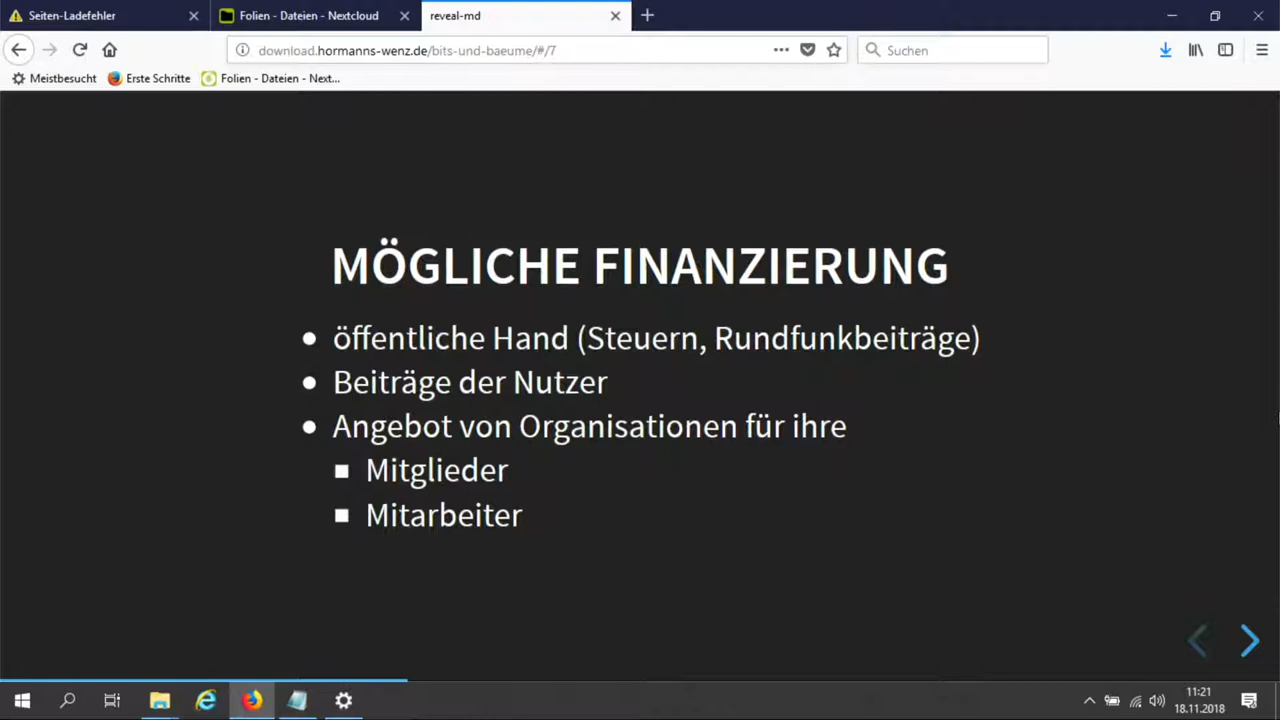 Seiten-Ladefehler
Folien - Dateien - Nextcloud
reveal-md
download.hormanns-wenz.de/bits-und-baeume/#/7
Suchen
Meistbesucht
Erste Schritte
Folien - Dateien - Next...
MÖGLICHE FINANZIERUNG
öffentliche Hand (Steuern, Rundfunkbeiträge)
Beiträge der Nutzer
Angebot von Organisationen für ihre
Mitglieder
Mitarbeiter
11:21
18.11.2018